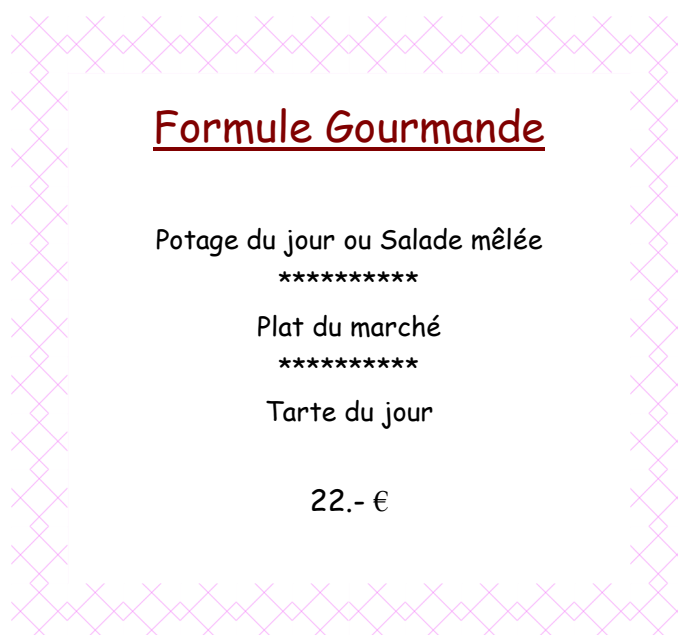 Formule Gourmande
Potage du jour ou Salade mêlée
**********
Plat du marché
**********
Tarte du jour
22.- €